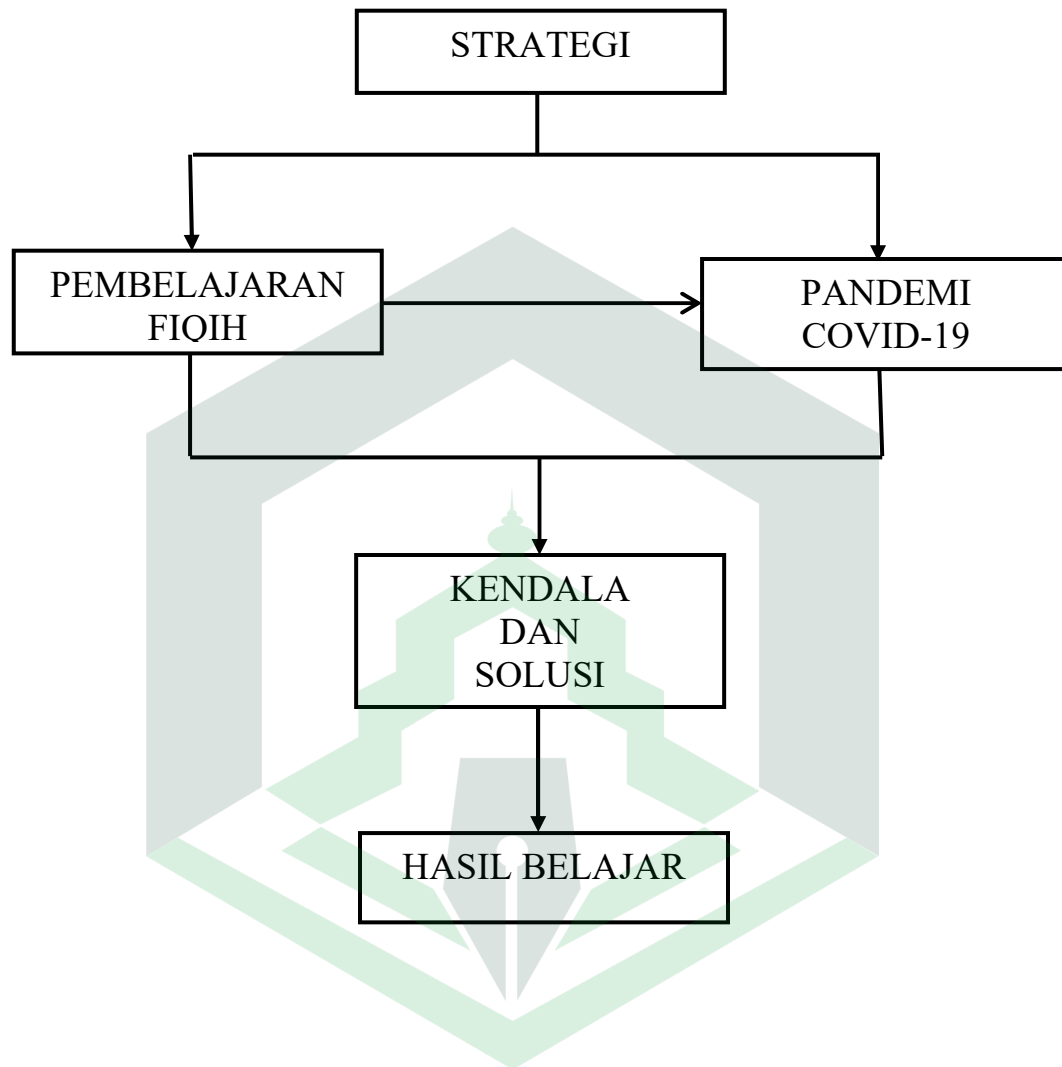 STRATEGI
PEMBELAJARAN
FIQIH
PANDEMI
COVID-19
KENDALA
DAN
SOLUSI
HASIL BELAJAR